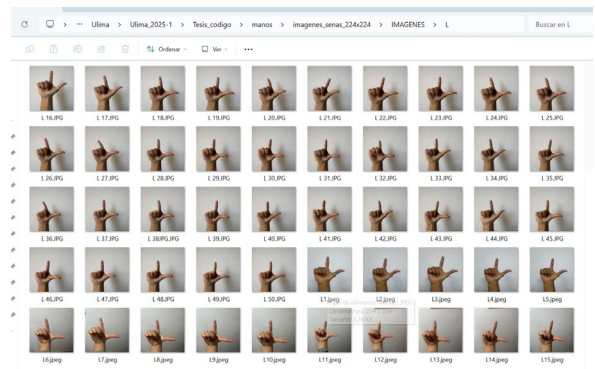 … Ulima > Ulima_2025-1 > Tesis_codigo > manos > imagenes_senas_224x224 > IMAGENES > L Buscar en L
Ordenar Ver
L 16.JPG L 17.JPG L 18.JPG L 19.JPG L 20.JPG L 21.JPG L 22.JPG L 23.JPG L 24.JPG L 25.JPG
L 26.JPG L 27.JPG L 28.JPG L 29.JPG L 30.JPG L 31.JPG L 32.JPG L 33.JPG L 34.JPG L 35.JPG
L 36.JPG L 37.JPG L 38JPG.JPG L 39.JPG L 40.JPG L 41.JPG L 42.JPG L 43.JPG L 44.JPG L 45.JPG
L 46.JPG L 47.JPG L 48.JPG L 49.JPG L 50.JPG L1.jpeg L2.jpeg L3.jpeg L4.jpeg L5.jpeg
de elemento
224 x 224
L6.jpeg L7.jpeg L8.jpeg L9.jpeg L10.jpeg L11.jpeg L12.jpeg L13.jpeg L14.jpeg L15.jpeg